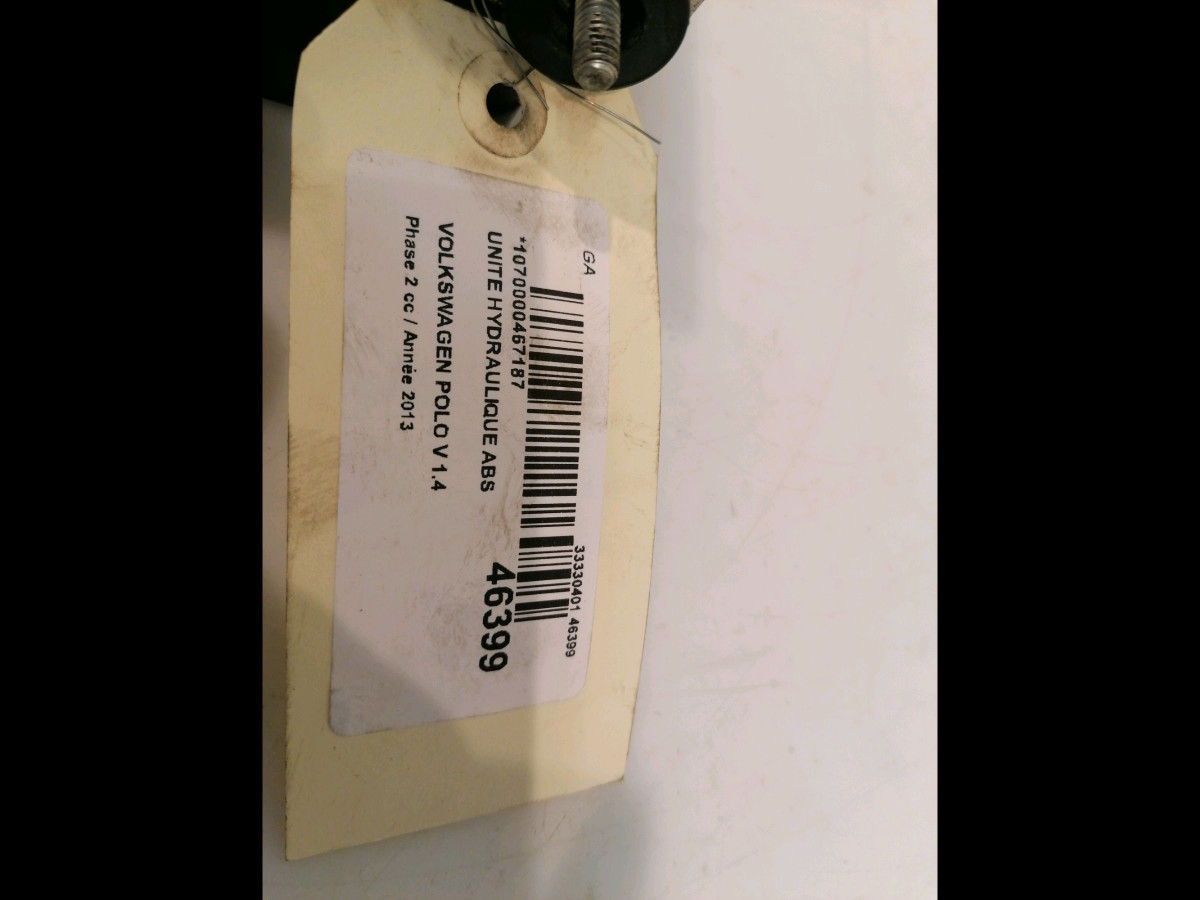 GA
33330401 46399
*1070000467187
UNITE HYDRAULIQUE ABS
46399
VOLKSWAGEN POLO V 1.4
Phase 2 cc / Année 2013